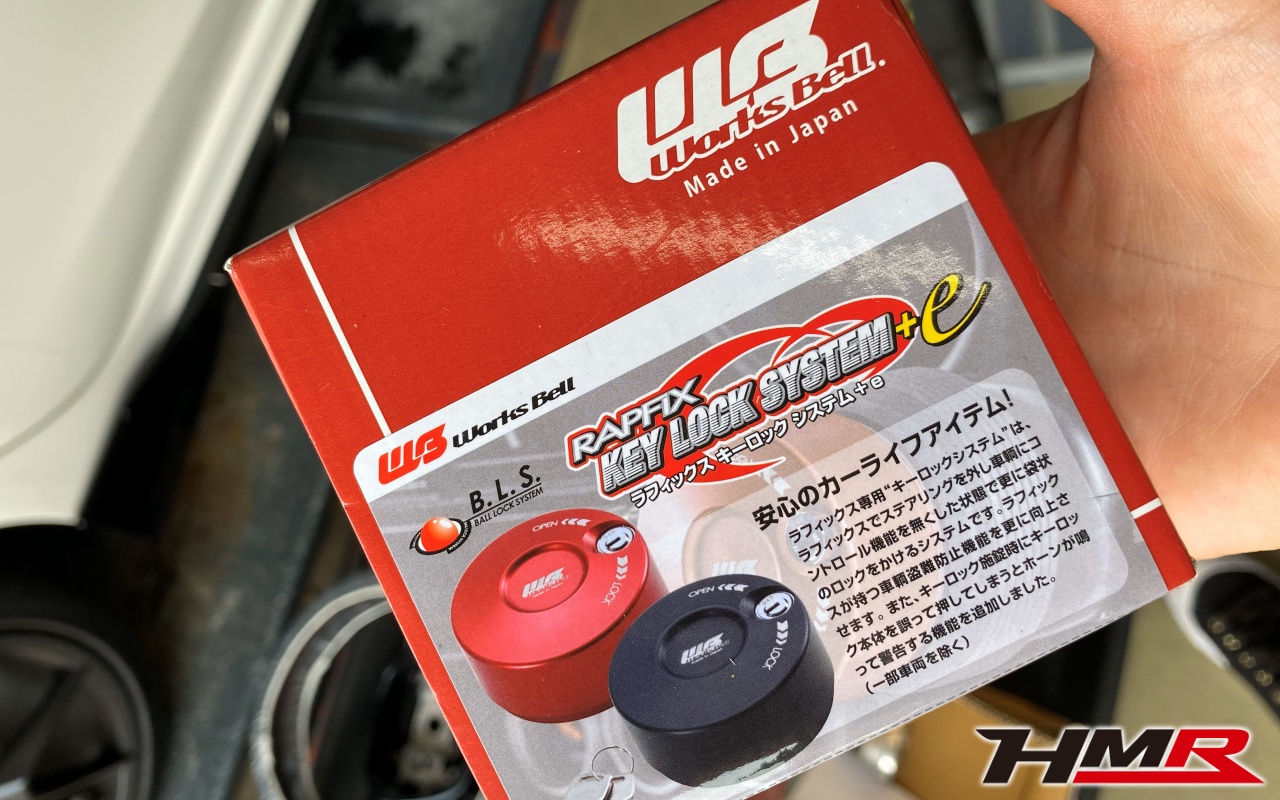 WB
Works Bell.
Made in Japan
WB Works Bell
RAPFIX
KEY LOCK SYSTEM +e
ラフィックス キーロック システム+e
B.L.S.
BALL LOCK SYSTEM
安心のカーライフアイテム!
ラフィックス専用“キーロックシステム”は、
ラフィックスでステアリングを外し車輌にコ
ントロール機能を無くした状態で更に袋状
のロックをかけるシステムです。ラフィック
スが持つ車輌盗難防止機能を更に向上さ
せます。また、キーロック施錠時にキーロッ
ク本体を誤って押してしまうとホーンが鳴
って警告する機能を追加しました。
(一部車両を除く)
OPEN
LOCK
WB
OPEN
LOCK
WB
Made in Japan
HMR